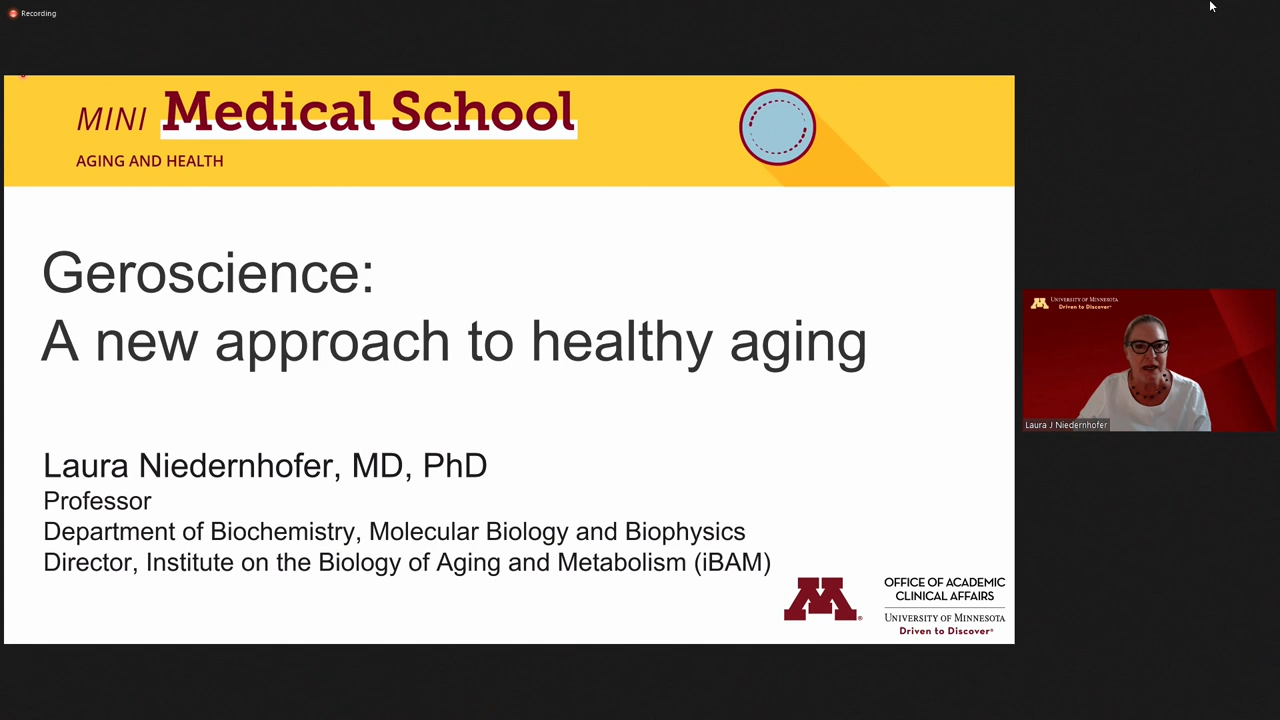 Recording
MINI Medical School
AGING AND HEALTH
Geroscience:
A new approach to healthy aging
Laura Niedernhofer, MD, PhD
Professor
Department of Biochemistry, Molecular Biology and Biophysics
Director, Institute on the Biology of Aging and Metabolism (iBAM)
M®
OFFICE OF ACADEMIC
CLINICAL AFFAIRS
UNIVERSITY OF MINNESOTA
Driven to Discover®
M UNIVERSITY OF MINNESOTA
Driven to Discover®
Laura J Niedernhofer